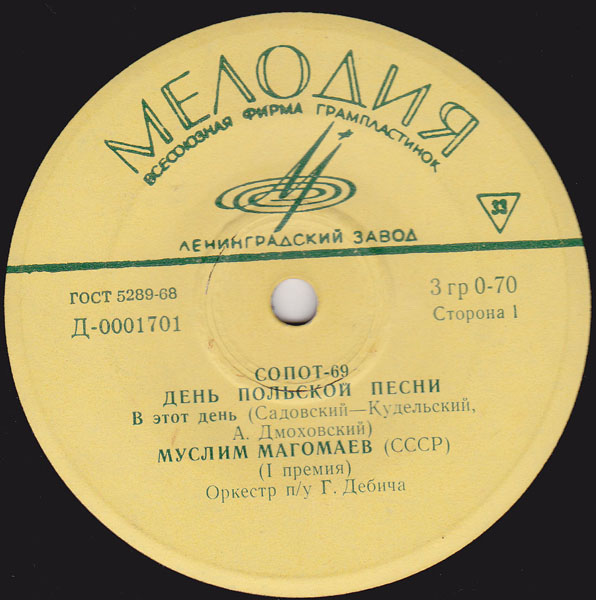 МЕЛОДИЯ
ВСЕСОЮЗНАЯ ФИРМА ГРАМПЛАСТИНОК
33
ЛЕНИНГРАДСКИЙ ЗАВОД
ГОСТ 5289-68
Д-0001701
3 гр 0-70
Сторона 1
СОПОТ-69
ДЕНЬ ПОЛЬСКОЙ ПЕСНИ
В этот день (Садовский—Кудельский,
А. Дмоховский)
МУСЛИМ МАГОМАЕВ (СССР)
(I премия)
Оркестр п/у Г. Дебича